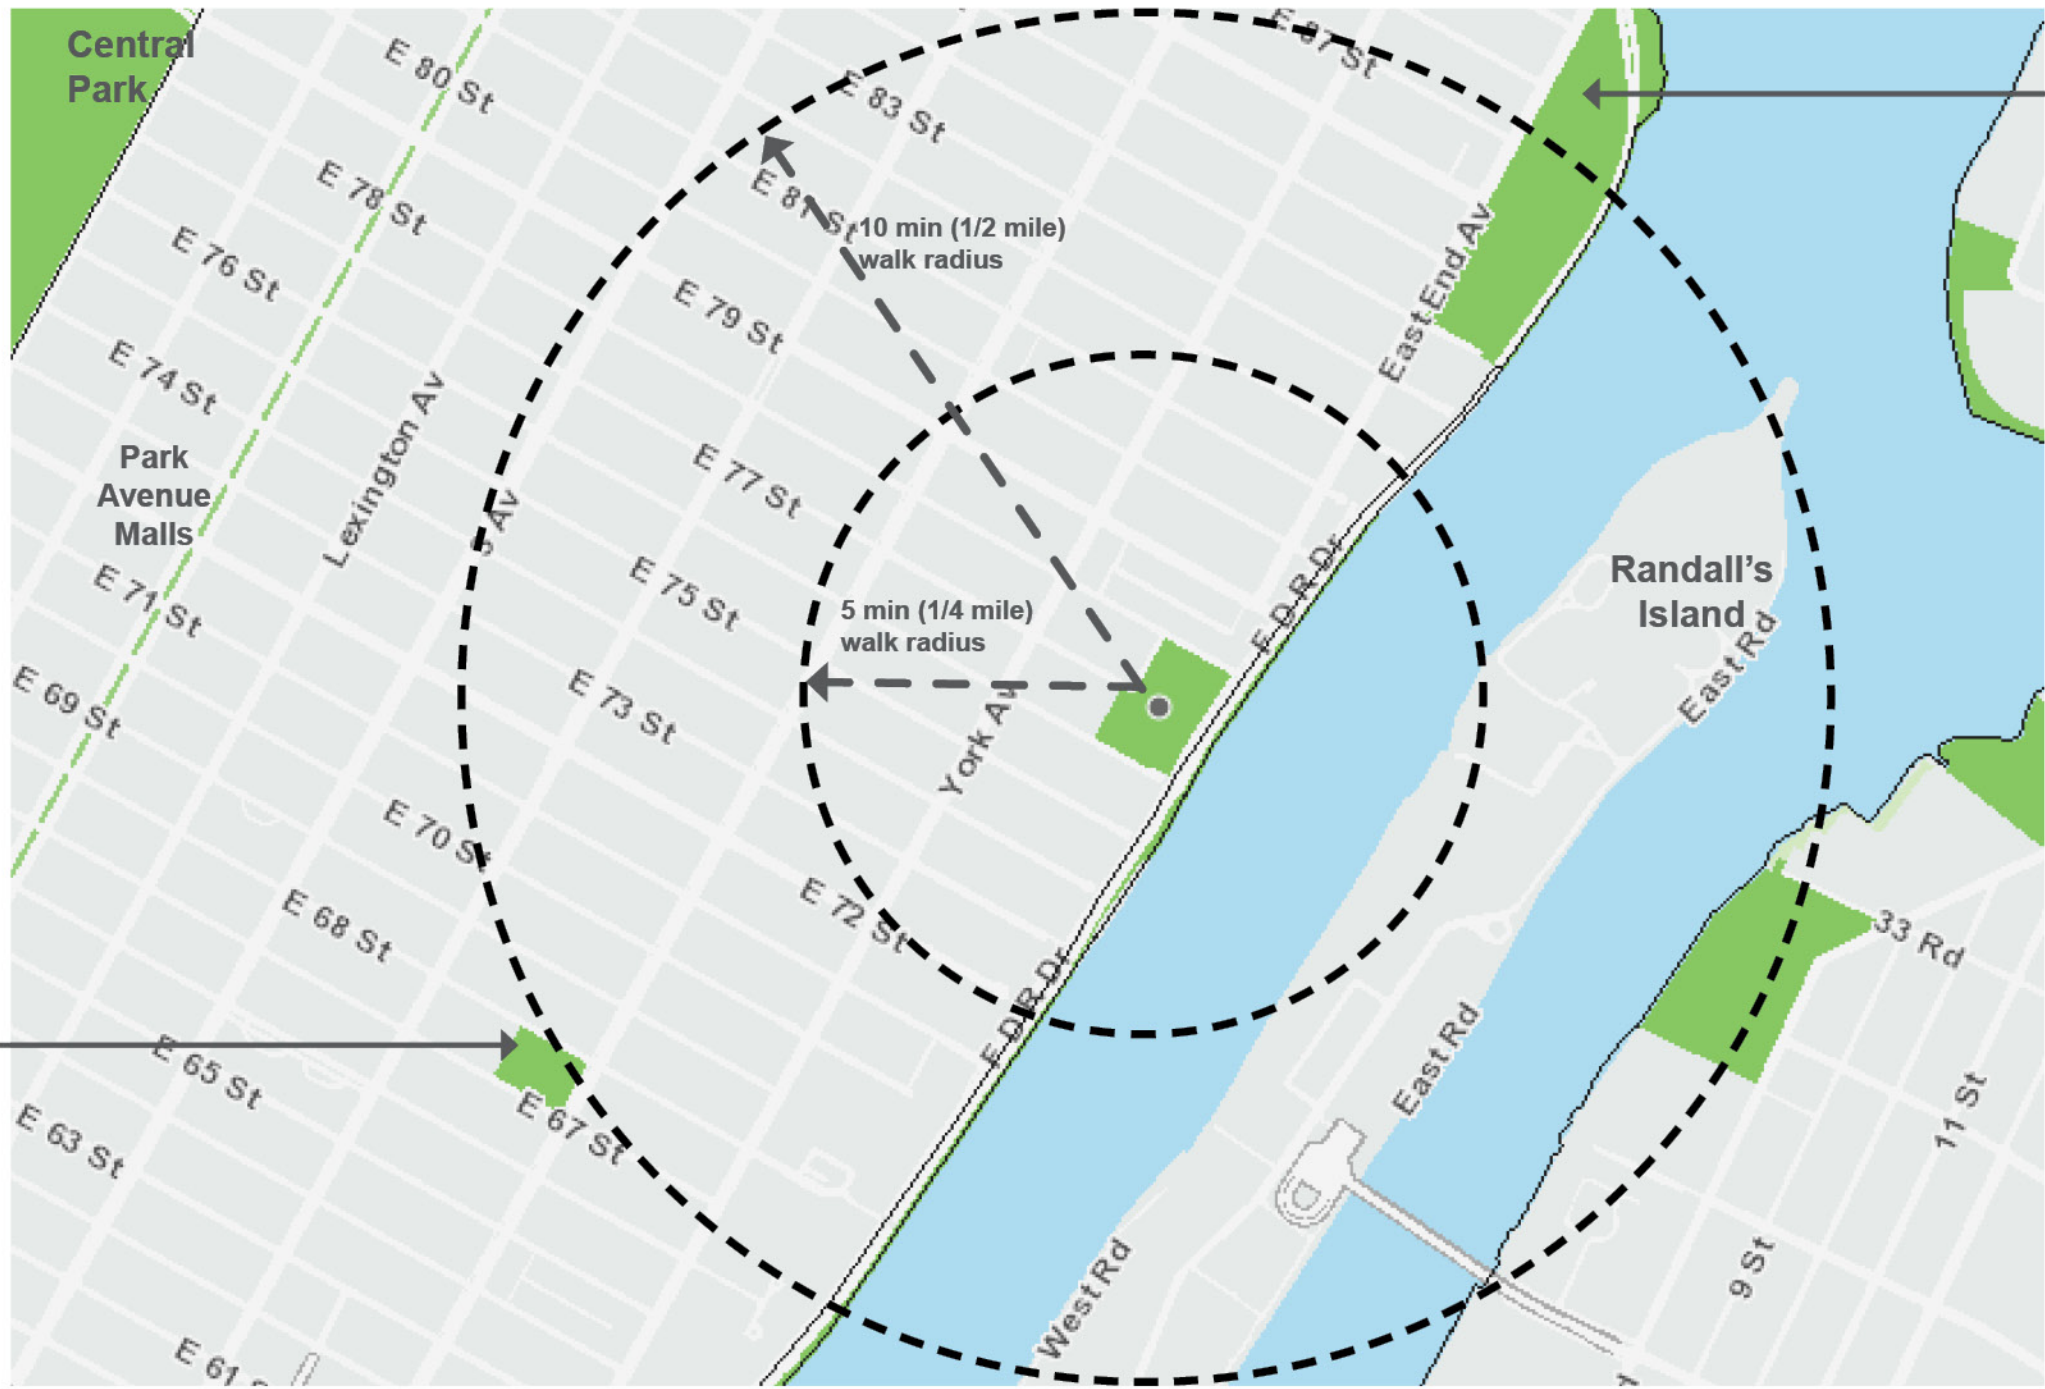 Central
Park
E 80 St
E 87 St
E 83 St
E 78 St
E 81 St
10 min (1/2 mile)
walk radius
E 76 St
East End Av
E 79 St
E 74 St
Lexington Av
Park
Avenue
Malls
E 77 St
3 Av
E 71 St
E 75 St
5 min (1/4 mile)
walk radius
F D R Dr
Randall's
Island
East Rd
E 69 St
E 73 St
York Av
E 70 St
E 72 St
E 68 St
33 Rd
F D R Dr
East Rd
E 65 St
E 67 St
E 63 St
11 St
9 St
West Rd
E 61 S